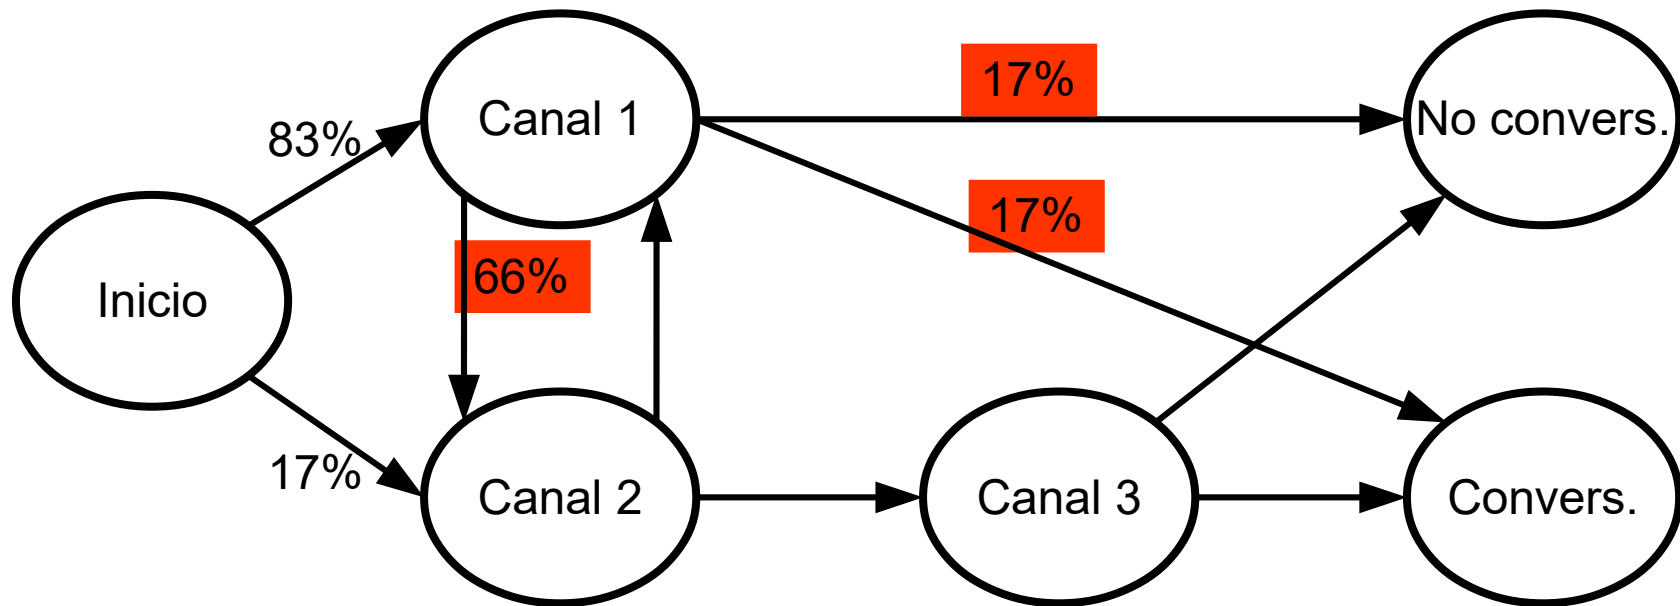 Canal 1
17%
No convers.
83%
17%
66%
Inicio
17%
Canal 2
Canal 3
Convers.